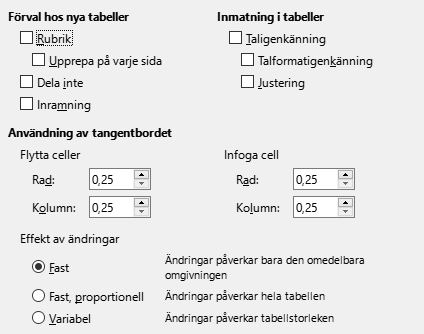 Förval hos nya tabeller
Rubrik
Upprepa på varje sida
Dela inte
Inramning
Inmatning i tabeller
Taligenkänning
Talformatigenkänning
Justering
Användning av tangentbordet
Flytta celler
Rad: 0,25
Kolumn: 0,25
Infoga cell
Rad: 0,25
Kolumn: 0,25
Effekt av ändringar
Fast
Ändringar påverkar bara den omedelbara
omgivningen
Fast, proportionell
Ändringar påverkar hela tabellen
Variabel
Ändringar påverkar tabellstorleken